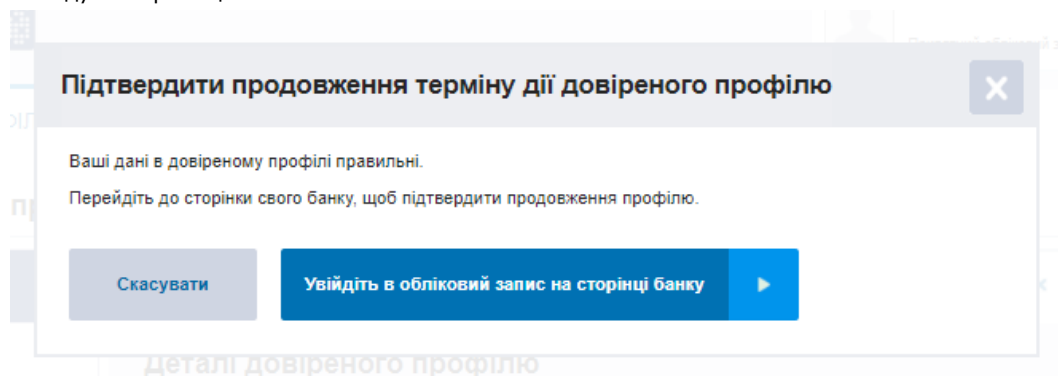 Підтвердити продовження терміну дії довіреного профілю
Ваші дані в довіреному профілі правильні.
Перейдіть до сторінки свого банку, щоб підтвердити продовження профілю.
Скасувати
Увійдіть в обліковий запис на сторінці банку
Деталі довіреного профілю